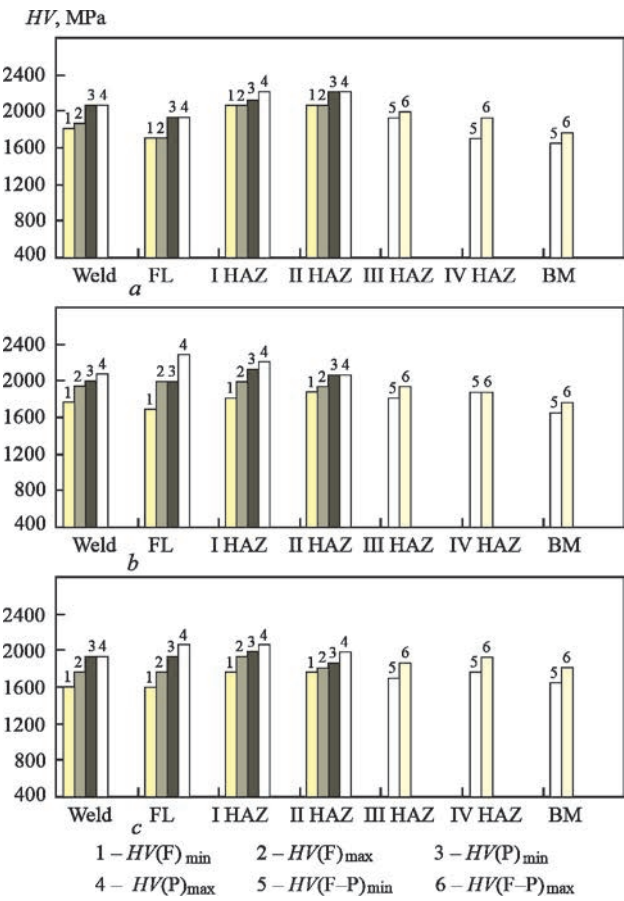 HV, MPa
2400
2000
1600
1200
800
400
1 2 3 4
1 2 3 4
1 2 3 4
1 2 3 4
5 6
5 6
5 6
Weld FL I HAZ II HAZ III HAZ IV HAZ BM
a
2400
2000
1600
1200
800
400
1 2 3 4
1 2 3 4
1 2 3 4
1 2 3 4
5 6
5 6
5 6
Weld FL I HAZ II HAZ III HAZ IV HAZ BM
b
2400
2000
1600
1200
800
400
1 2 3 4
1 2 3 4
1 2 3 4
1 2 3 4
5 6
5 6
5 6
Weld FL I HAZ II HAZ III HAZ IV HAZ BM
c
1 – HV(F)min 2 – HV(F)max 3 – HV(P)min
4 – HV(P)max 5 – HV(F–P)min 6 – HV(F–P)max